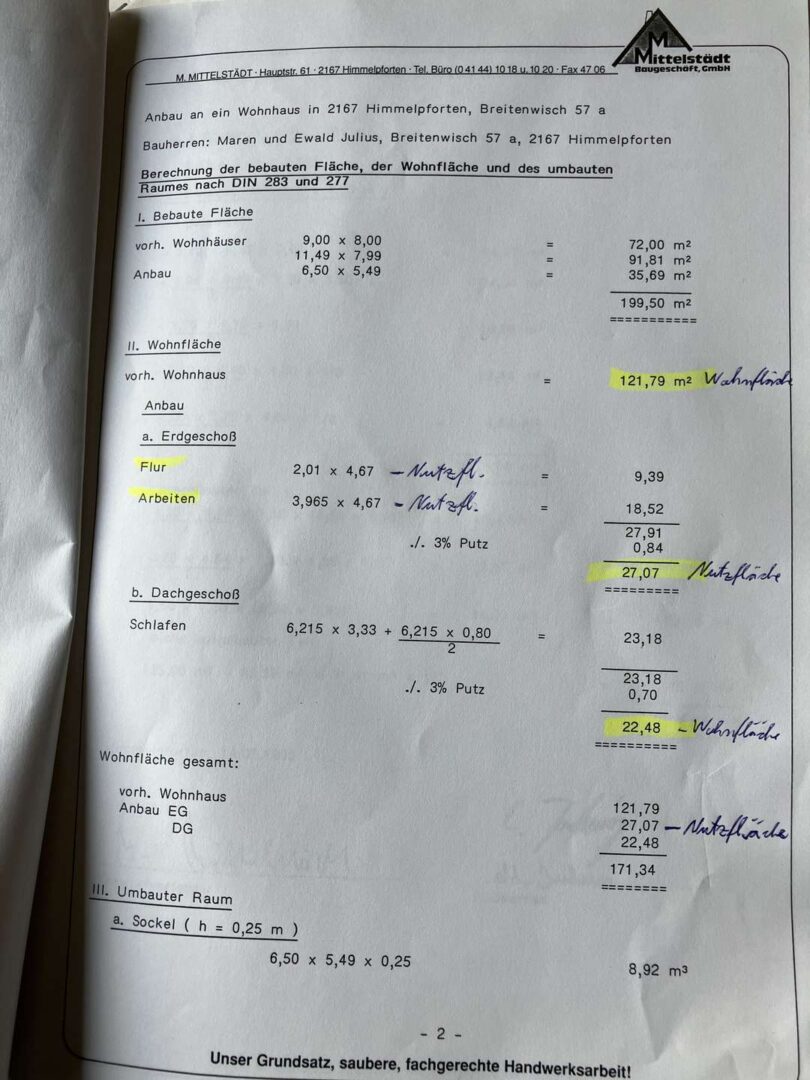 Mittelstädt
Baugeschäft, GmbH
M. MITTELSTÄDT · Hauptstr. 61 · 2167 Himmelpforten · Tel. Büro (0 41 44) 10 18 u. 10 20 · Fax 47 06
Anbau an ein Wohnhaus in 2167 Himmelpforten, Breitenwisch 57 a
Bauherren: Maren und Ewald Julius, Breitenwisch 57 a, 2167 Himmelpforten
Berechnung der bebauten Fläche, der Wohnfläche und des umbauten
Raumes nach DIN 283 und 277
I. Bebaute Fläche
vorh. Wohnhäuser 9,00 x 8,00 = 72,00 m²
11,49 x 7,99 = 91,81 m²
Anbau 6,50 x 5,49 = 35,69 m²
199,50 m²
===========
II. Wohnfläche
vorh. Wohnhaus = 121,79 m² Wohnfläche
Anbau
a. Erdgeschoß
Flur 2,01 x 4,67 – Nutzfl. = 9,39
Arbeiten 3,965 x 4,67 – Nutzfl. = 18,52
27,91
./. 3% Putz 0,84
27,07 Nutzfläche
=========
b. Dachgeschoß
Schlafen 6,215 x 3,33 + 6,215 x 0,80 = 23,18
2
23,18
./. 3% Putz 0,70
22,48 – Wohnfläche
==========
Wohnfläche gesamt:
vorh. Wohnhaus 121,79
Anbau EG 27,07 – Nutzfläche
DG 22,48
171,34
========
III. Umbauter Raum
a. Sockel ( h = 0,25 m )
6,50 x 5,49 x 0,25 8,92 m³
- 2 -
Unser Grundsatz, saubere, fachgerechte Handwerksarbeit!